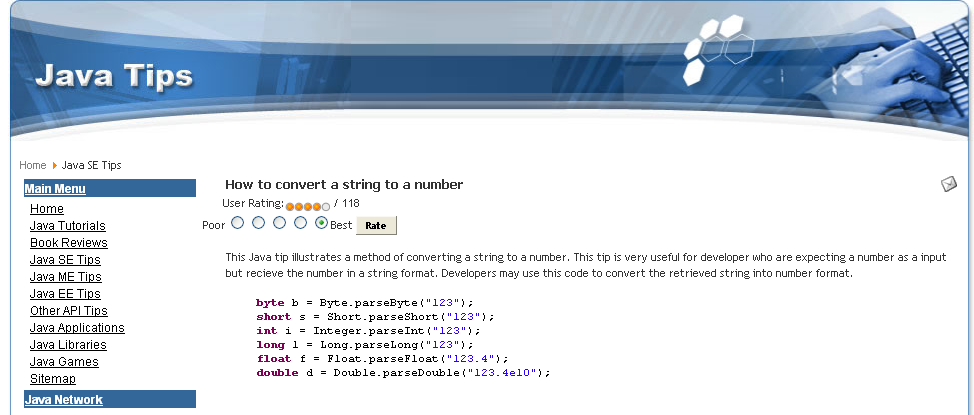 Java Tips
Home Java SE Tips
Main Menu
Home
Java Tutorials
Book Reviews
Java SE Tips
Java ME Tips
Java EE Tips
Other API Tips
Java Applications
Java Libraries
Java Games
Sitemap
Java Network
How to convert a string to a number
User Rating: / 118
Poor Best Rate
This Java tip illustrates a method of converting a string to a number. This tip is very useful for developer who are expecting a number as a input
but recieve the number in a string format. Developers may use this code to convert the retrieved string into number format.
byte b = Byte.parseByte("123");
short s = Short.parseShort("123");
int i = Integer.parseInt("123");
long l = Long.parseLong("123");
float f = Float.parseFloat("123.4");
double d = Double.parseDouble("123.4e10");